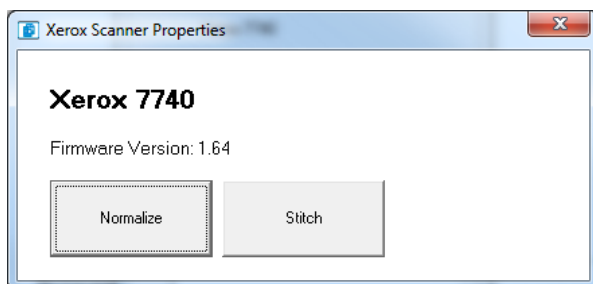 Xerox Scanner Properties
Xerox 7740
Firmware Version: 1.64
Normalize Stitch